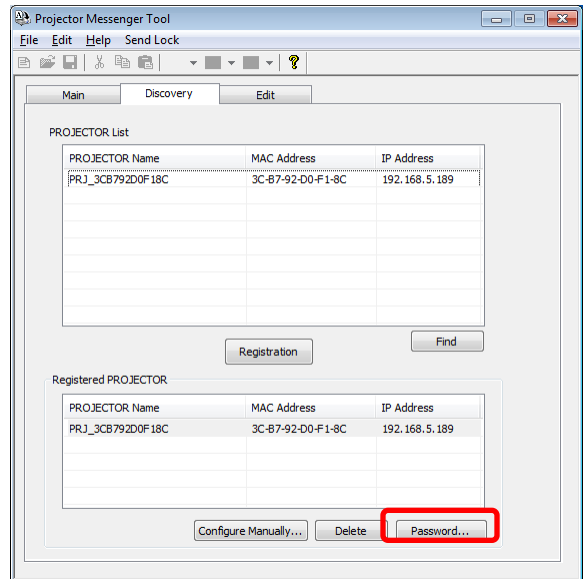 Projector Messenger Tool
File Edit Help Send Lock
Main Discovery Edit
PROJECTOR List
PROJECTOR Name MAC Address IP Address
PRJ_3CB792D0F18C 3C-B7-92-D0-F1-8C 192.168.5.189
Find
Registration
Registered PROJECTOR
PROJECTOR Name MAC Address IP Address
PRJ_3CB792D0F18C 3C-B7-92-D0-F1-8C 192.168.5.189
Configure Manually... Delete Password...